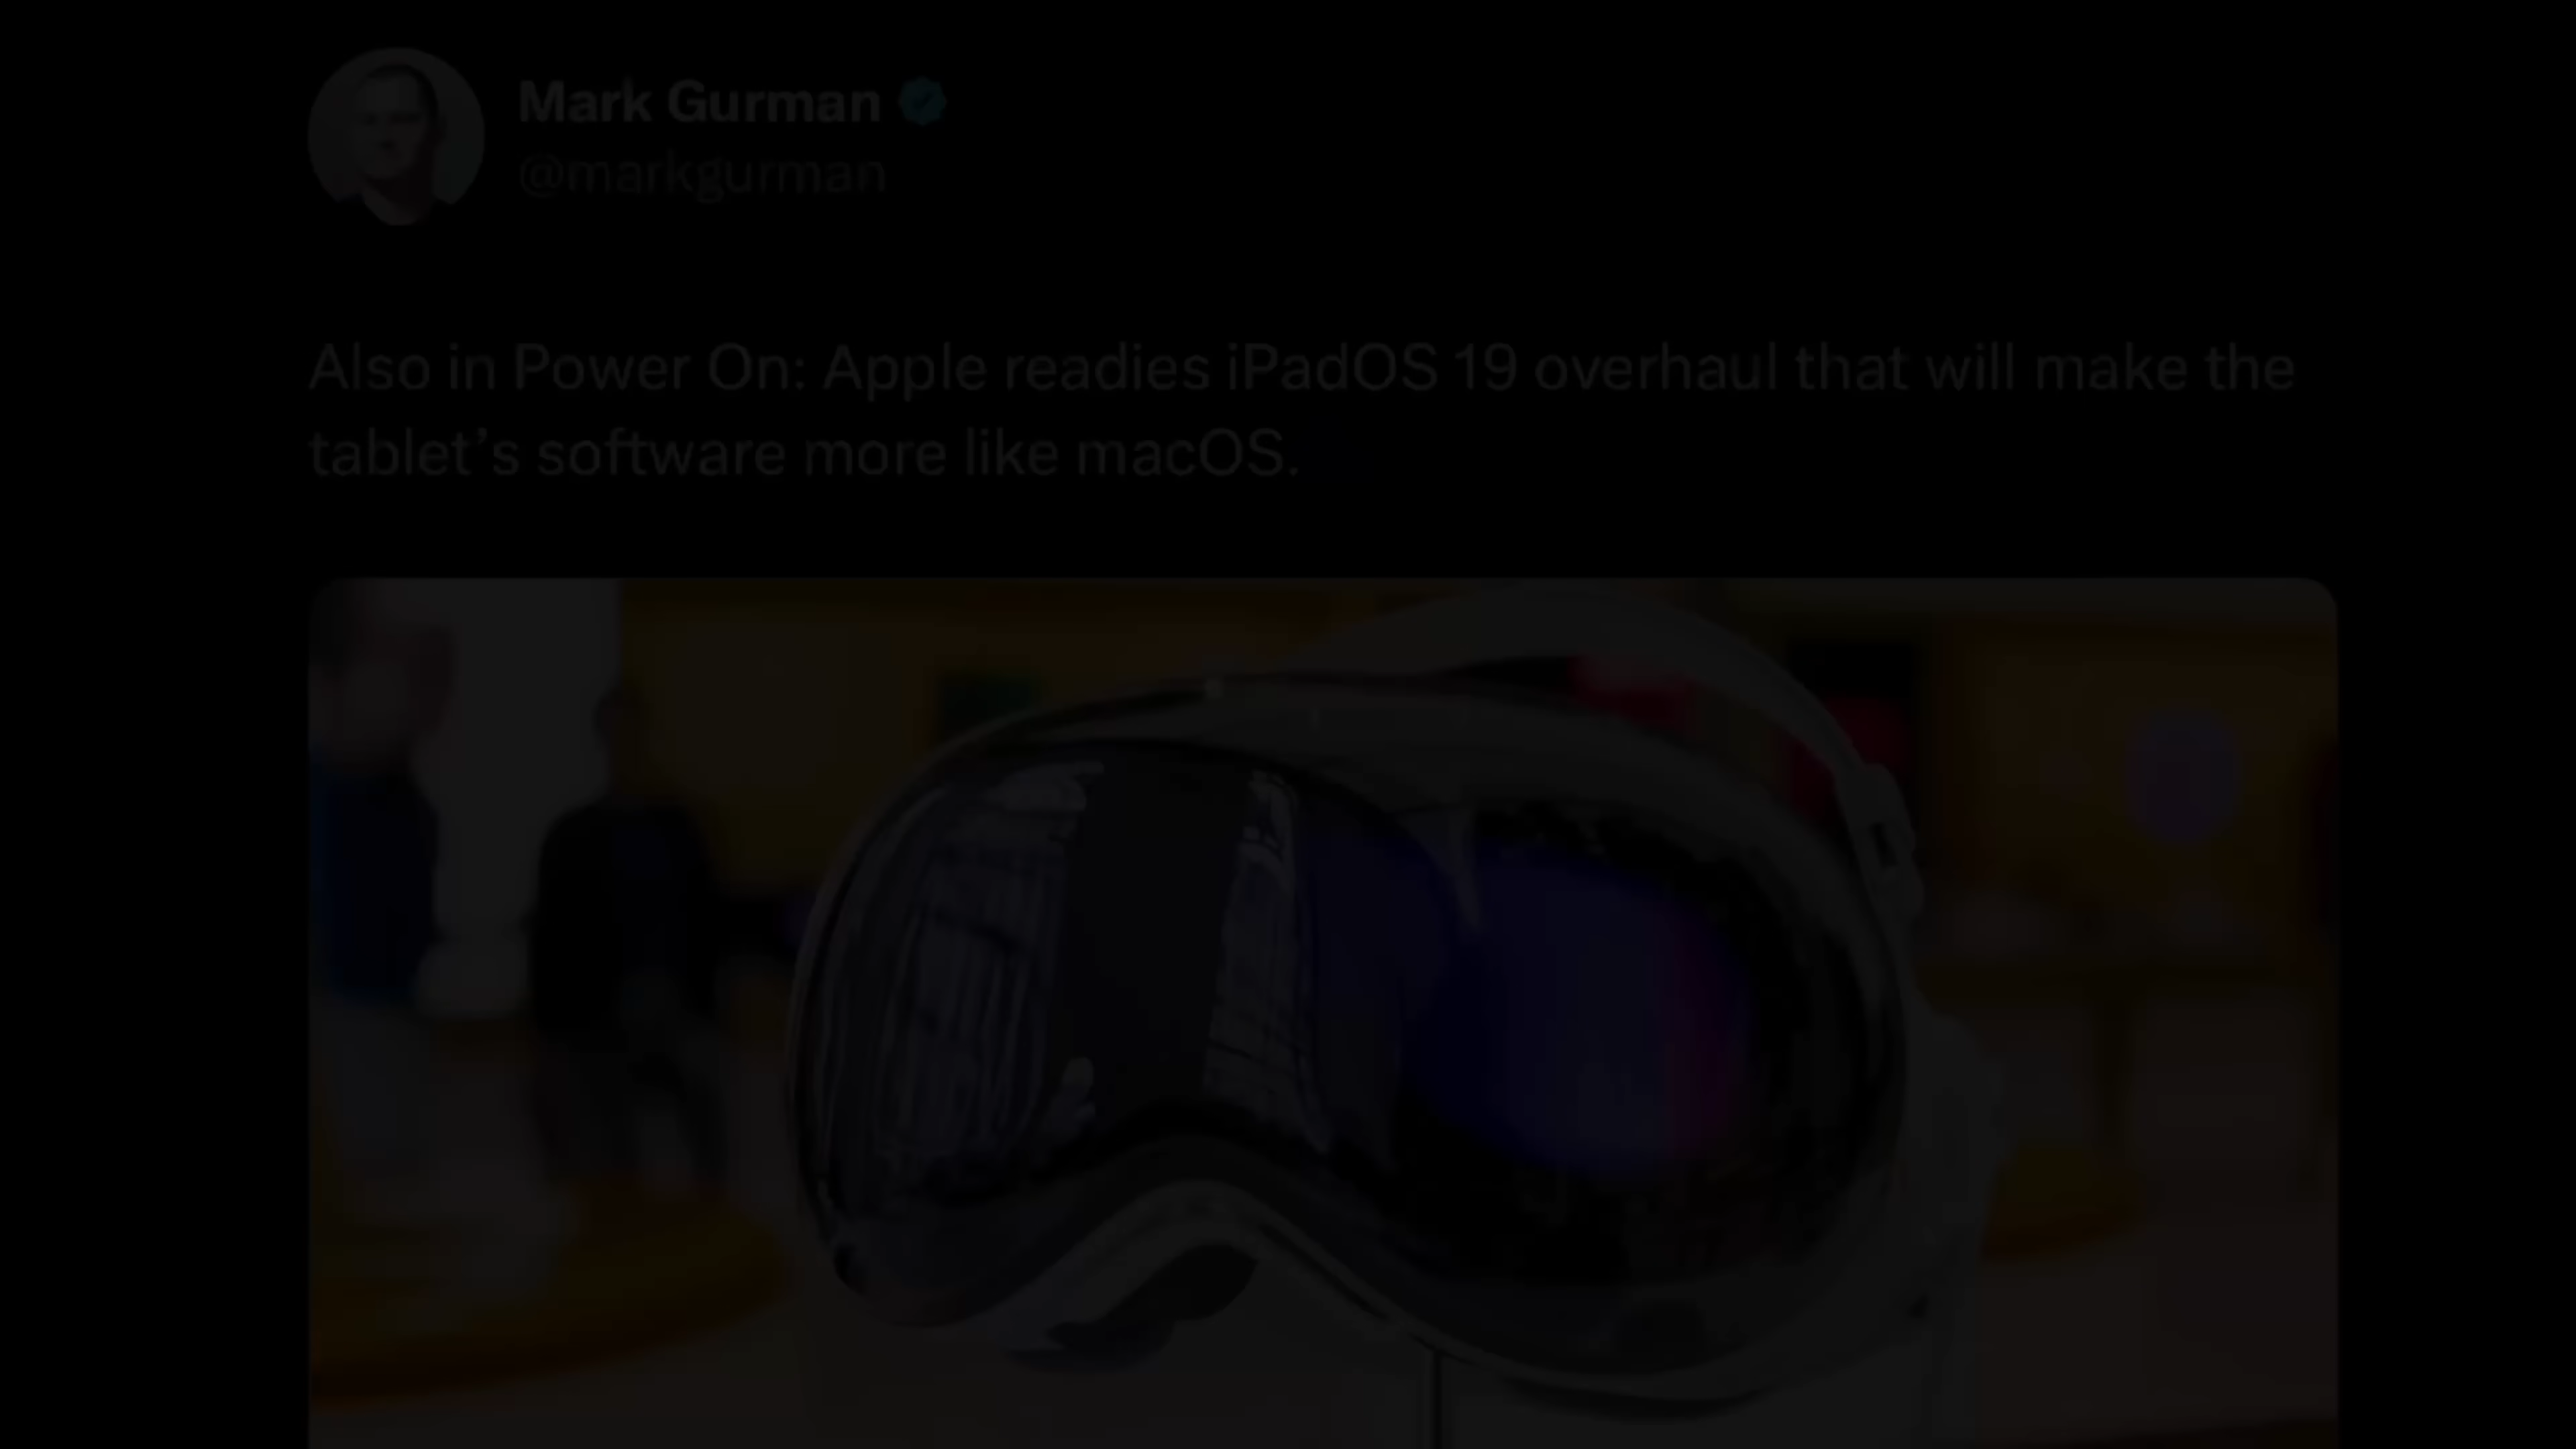 Mark Gurman
@markgurman
Also in Power On: Apple readies iPadOS 19 overhaul that will make the
tablet’s software more like macOS.